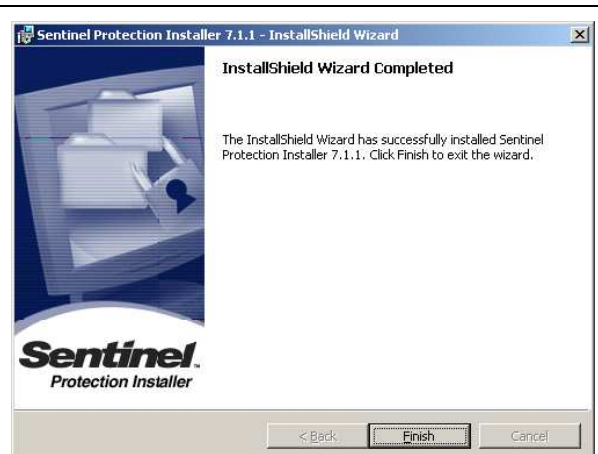 Sentinel Protection Installer 7.1.1 - InstallShield Wizard
InstallShield Wizard Completed
The InstallShield Wizard has successfully installed Sentinel
Protection Installer 7.1.1. Click Finish to exit the wizard.
Sentinel™
Protection Installer
< Back
Finish
Cancel